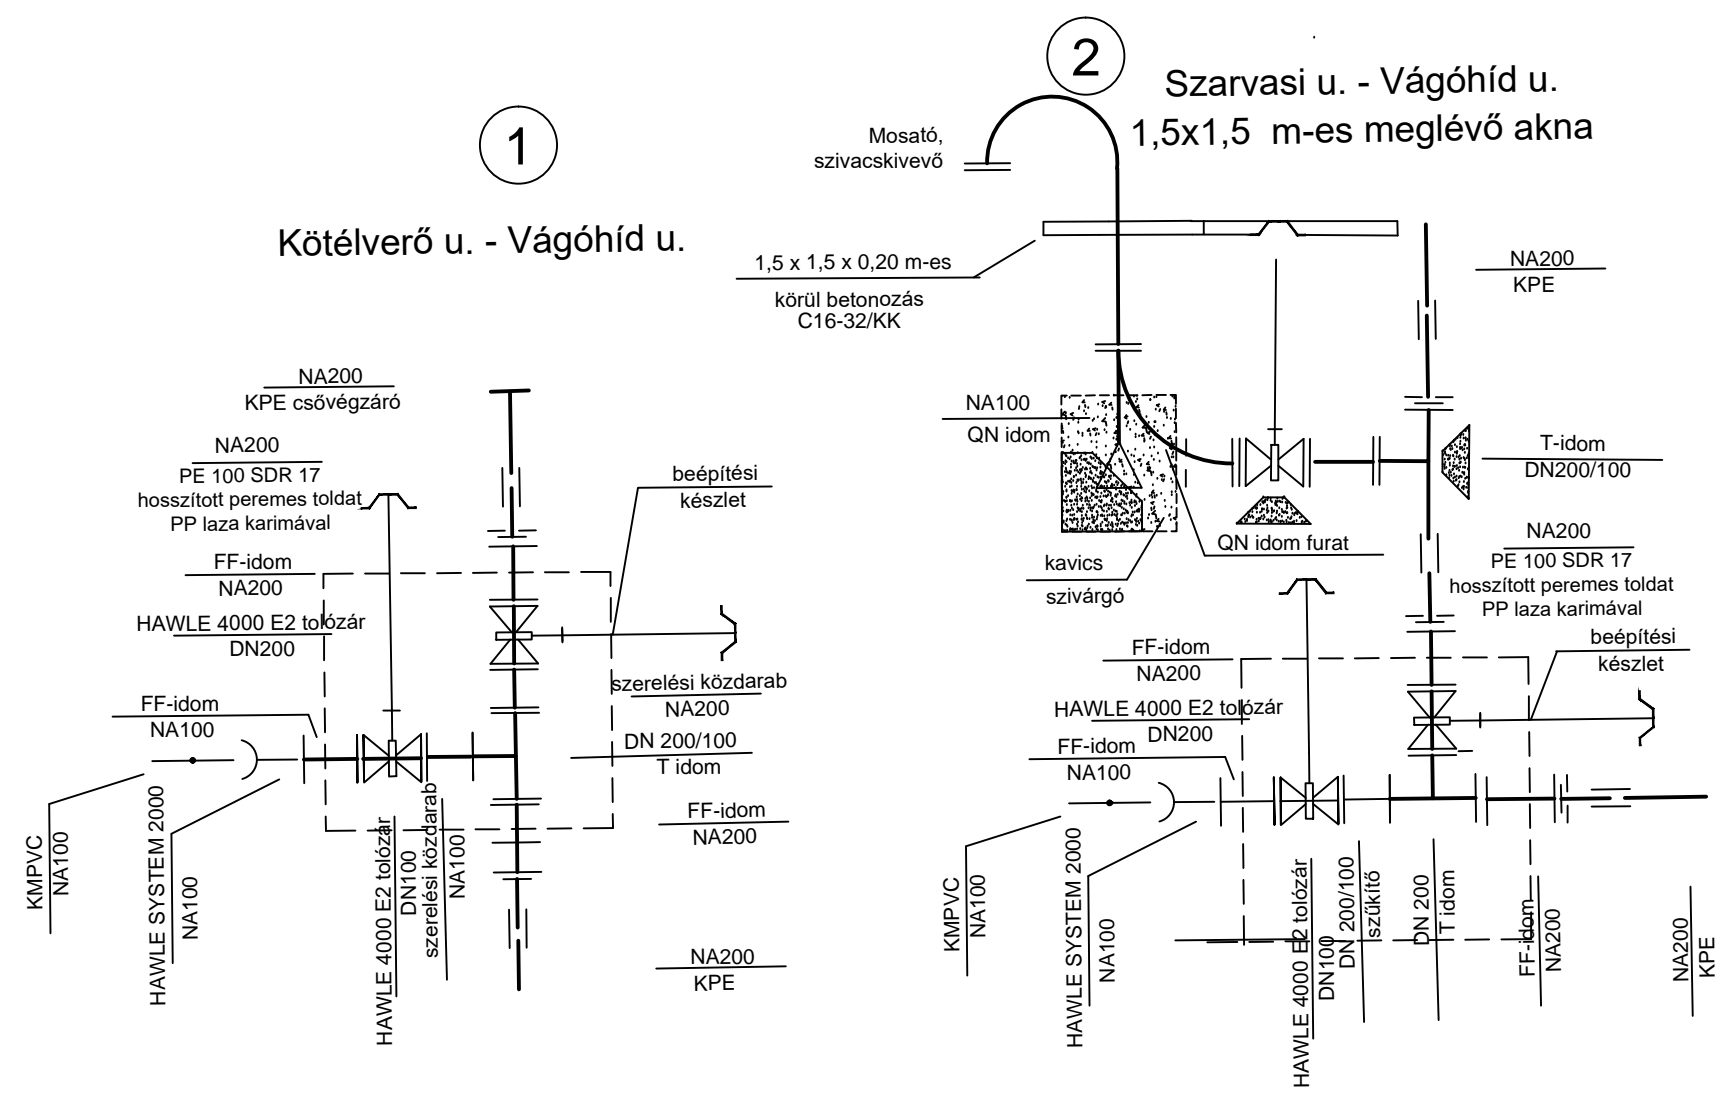 1
Kötélverő u. - Vágóhíd u.
NA200
KPE csővégzáró
NA200
PE 100 SDR 17
hosszított peremes toldat
PP laza karimával
beépítési
készlet
FF-idom
NA200
HAWLE 4000 E2 tolózár
DN200
szerelési közdarab
NA200
FF-idom
NA100
DN 200/100
T idom
FF-idom
NA200
KMPVC
NA100
HAWLE SYSTEM 2000
NA100
HAWLE 4000 E2 tolózár
DN100
szerelési közdarab
NA100
NA200
KPE
2
Szarvasi u. - Vágóhíd u.
1,5x1,5 m-es meglévő akna
Mosató,
szivacskivevő
1,5 x 1,5 x 0,20 m-es
körül betonozás
C16-32/KK
NA200
KPE
NA100
QN idom
T-idom
DN200/100
QN idom furat
kavics
szivárgó
NA200
PE 100 SDR 17
hosszított peremes toldat
PP laza karimával
beépítési
készlet
FF-idom
NA200
HAWLE 4000 E2 tolózár
DN200
FF-idom
NA100
KMPVC
NA100
HAWLE SYSTEM 2000
NA100
HAWLE 4000 E2 tolózár
DN100
DN 200/100
szűkítő
DN 200
T idom
FF-idom
NA200
NA200
KPE